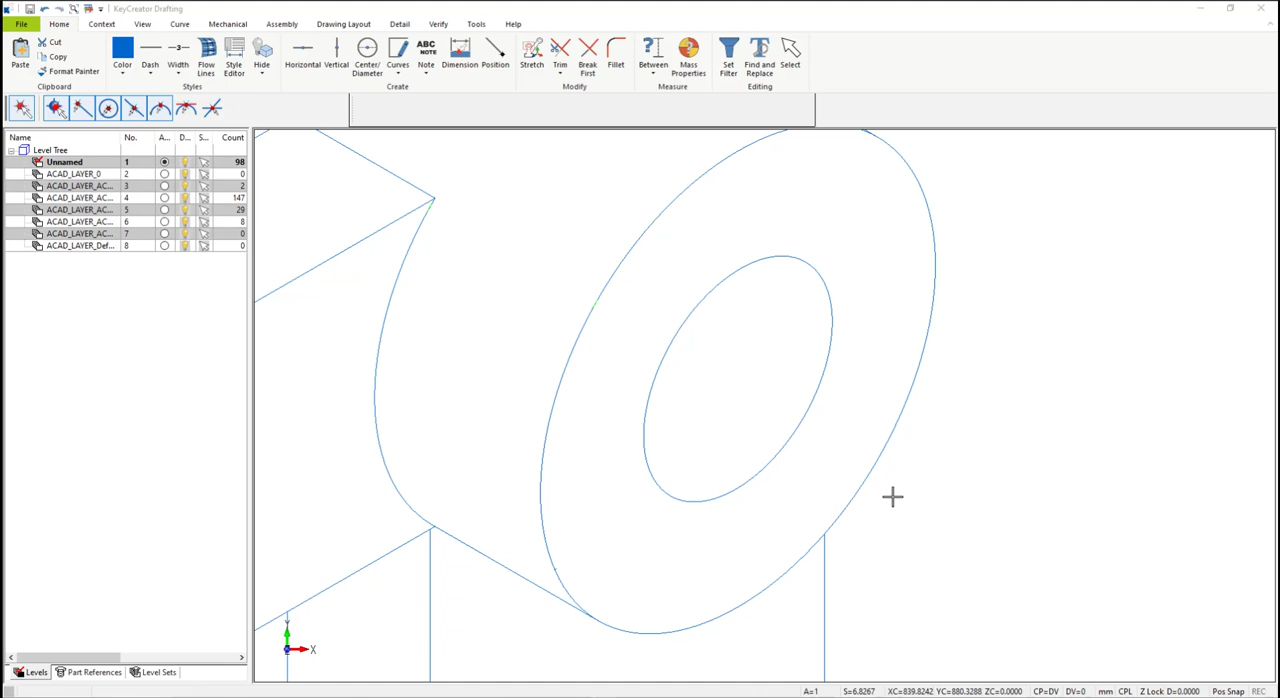 KeyCreator Drafting
File Home Context View Curve Mechanical Assembly Drawing Layout Detail Verify Tools Help
Paste Cut Copy Format Painter
Color Dash Width Flow Lines Style Editor Hide
Horizontal Vertical Center/Diameter Curves ABC NOTE Note Dimension Position
Stretch Trim Break First Fillet
Between Mass Properties
Set Filter Find and Replace Select
Clipboard Styles Create Modify Measure Editing
Name No. A... D... S... Count
Level Tree
Unnamed 1 98
ACAD_LAYER_0 2 0
ACAD_LAYER_AC... 3 2
ACAD_LAYER_AC... 4 147
ACAD_LAYER_AC... 5 29
ACAD_LAYER_AC... 6 8
ACAD_LAYER_AC... 7 0
ACAD_LAYER_Def... 8 0
Y
X
Levels Part References Level Sets
A=1 S=6.8267 XC=839.8242 YC=880.3288 ZC=0.0000 CP=DV DV=0 mm CPL Z Lock D=0.0000 Pos Snap REC